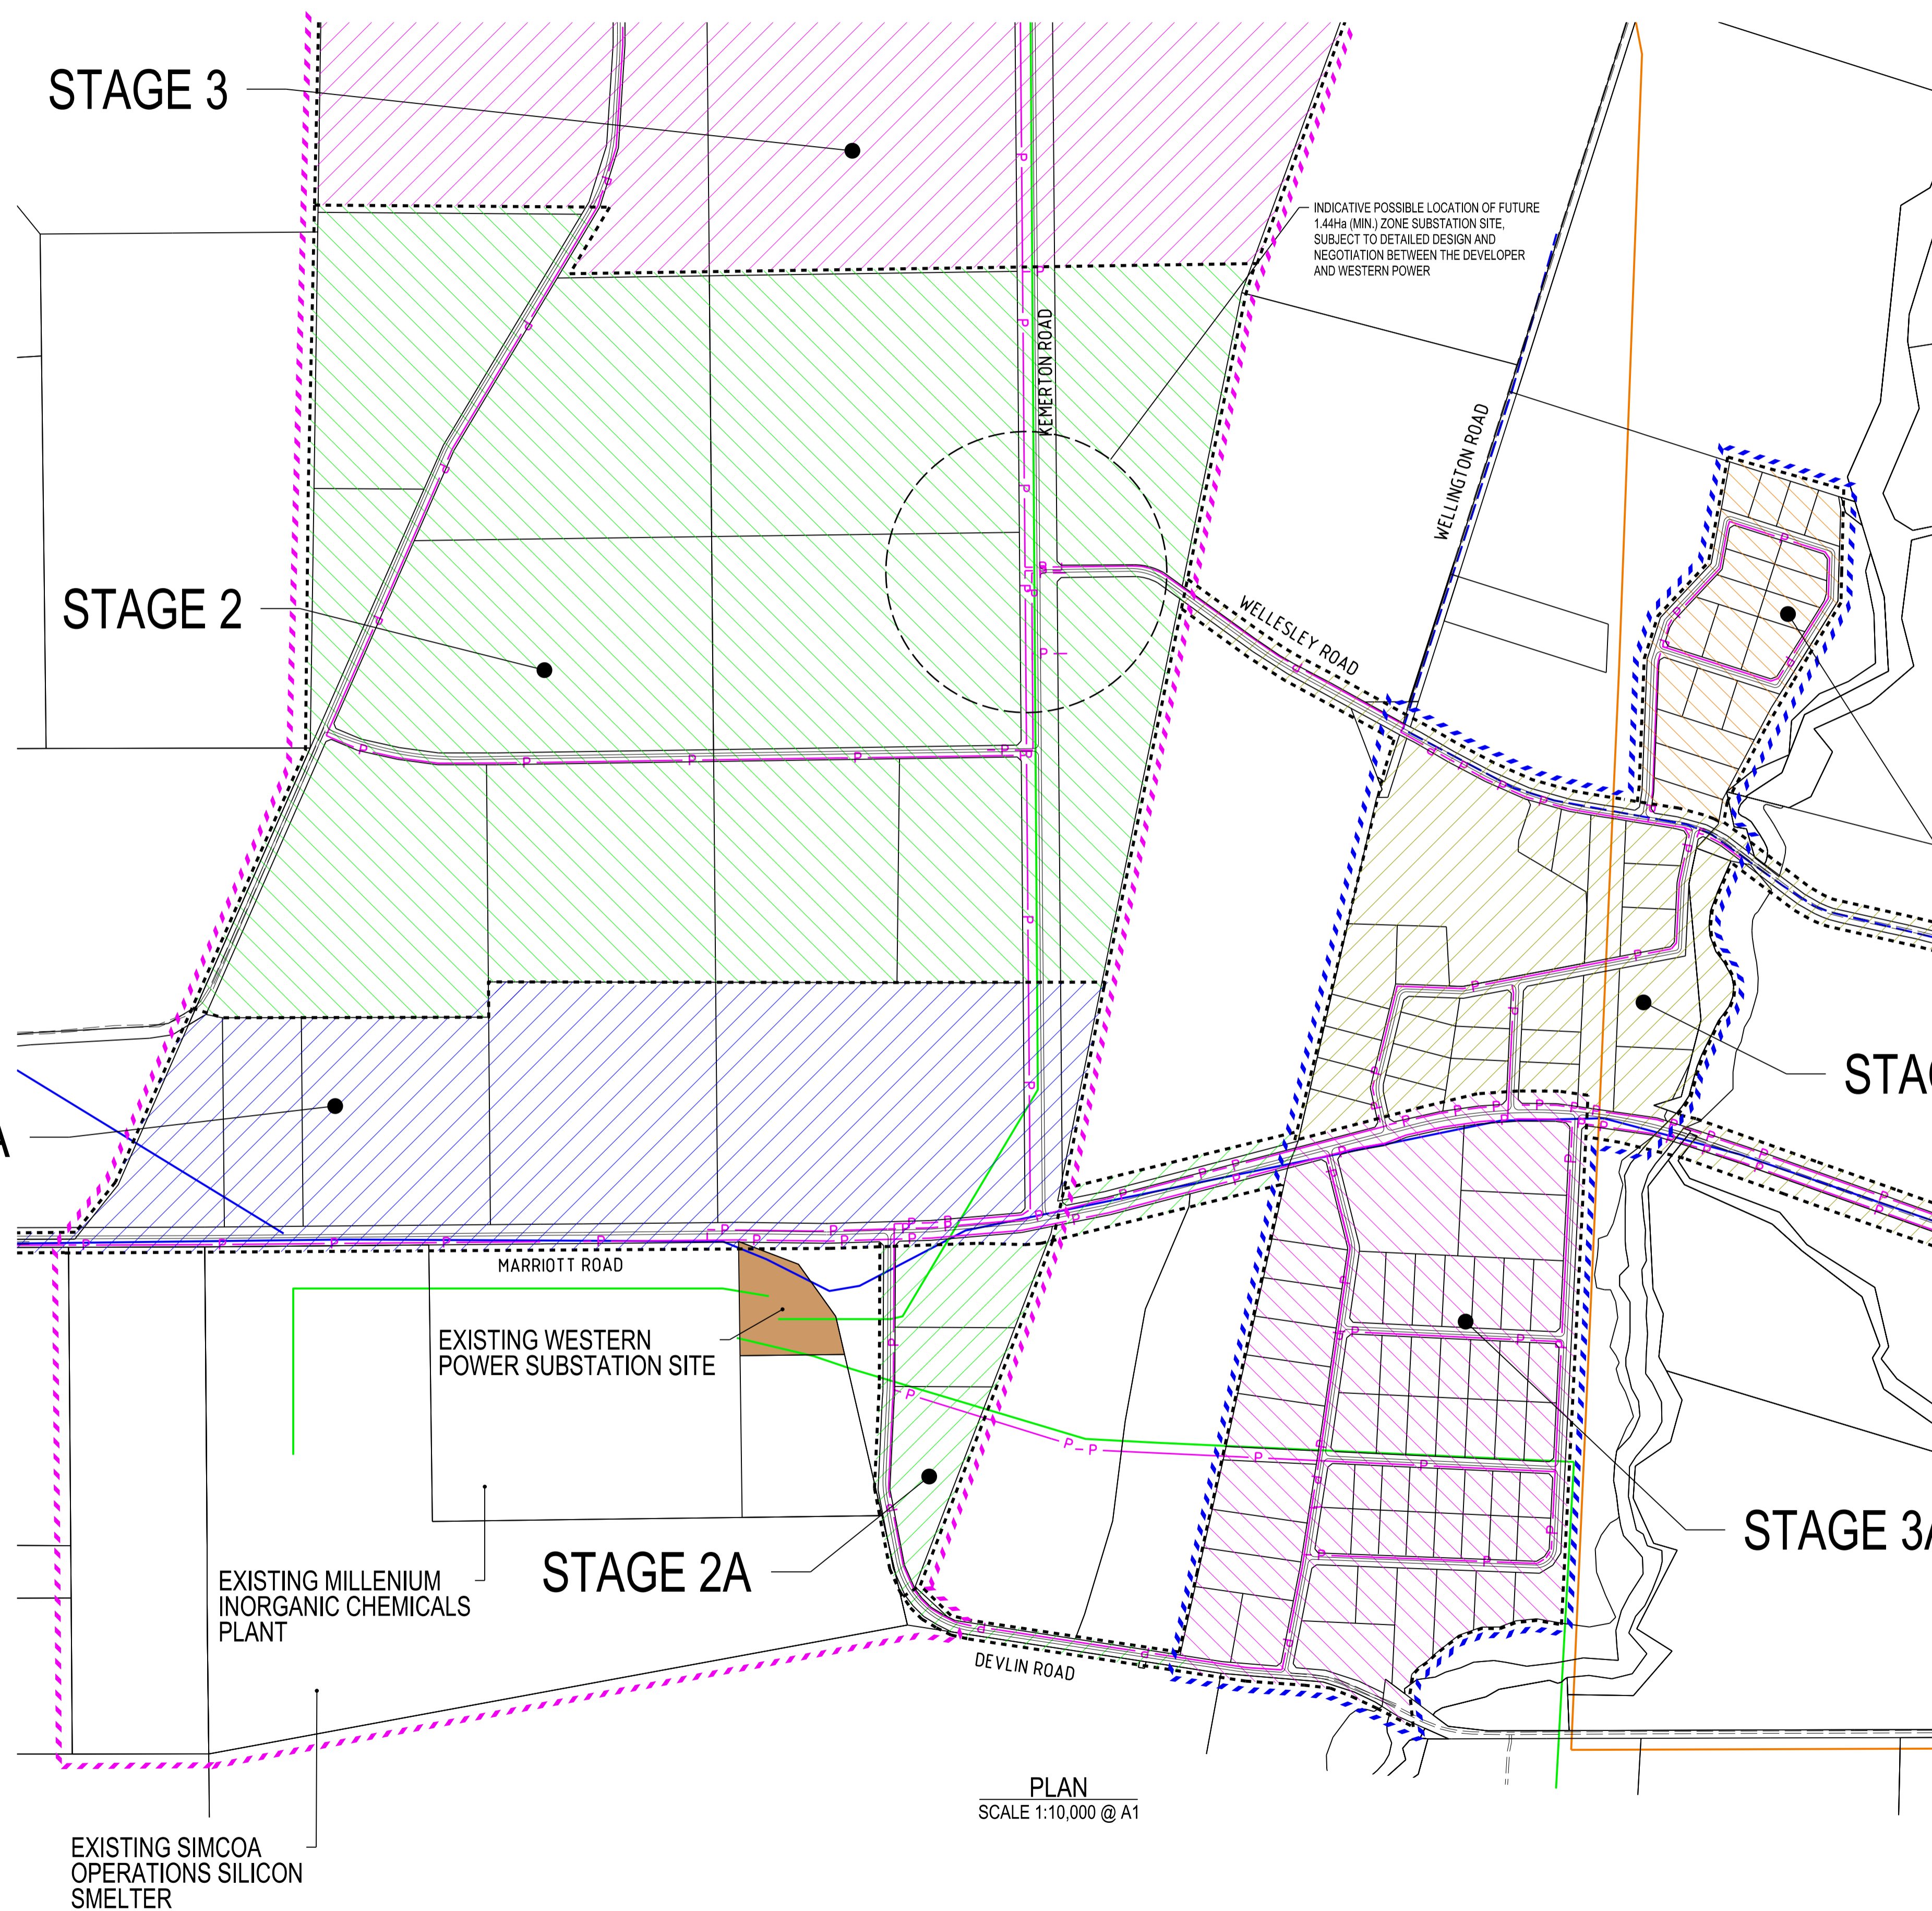 STAGE 3
INDICATIVE POSSIBLE LOCATION OF FUTURE
1.44Ha (MIN.) ZONE SUBSTATION SITE,
SUBJECT TO DETAILED DESIGN AND
NEGOTIATION BETWEEN THE DEVELOPER
AND WESTERN POWER
KEMERTON ROAD
WELLINGTON ROAD
STAGE 2
WELLESLEY ROAD
STAG
A
MARRIOTT ROAD
EXISTING WESTERN
POWER SUBSTATION SITE
STAGE 3A
STAGE 2A
EXISTING MILLENIUM
INORGANIC CHEMICALS
PLANT
DEVLIN ROAD
PLAN
SCALE 1:10,000 @ A1
EXISTING SIMCOA
OPERATIONS SILICON
SMELTER